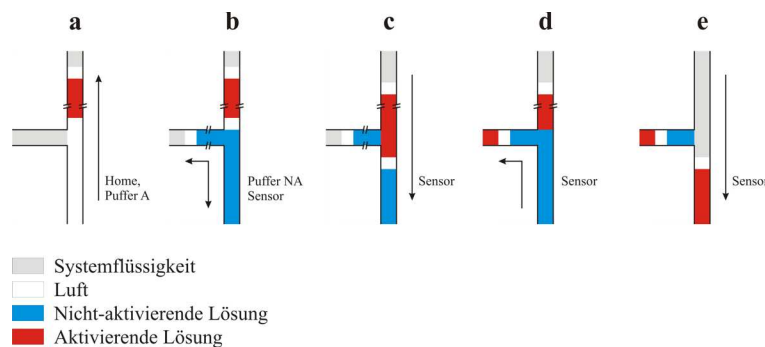 a
b
c
d
e
Home,
Puffer A
Puffer NA
Sensor
Sensor
Sensor
Sensor
Systemflüssigkeit
Luft
Nicht-aktivierende Lösung
Aktivierende Lösung